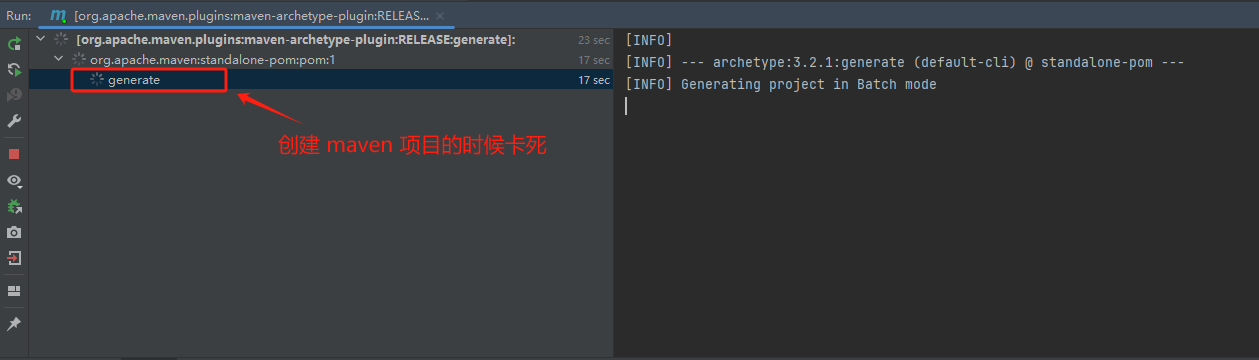 Run:
[org.apache.maven.plugins:maven-archetype-plugin:RELEAS...
[org.apache.maven.plugins:maven-archetype-plugin:RELEASE:generate]: 23 sec
org.apache.maven:standalone-pom:pom:1 17 sec
generate 17 sec
创建 maven 项目的时候卡死
[INFO]
[INFO] --- archetype:3.2.1:generate (default-cli) @ standalone-pom ---
[INFO] Generating project in Batch mode